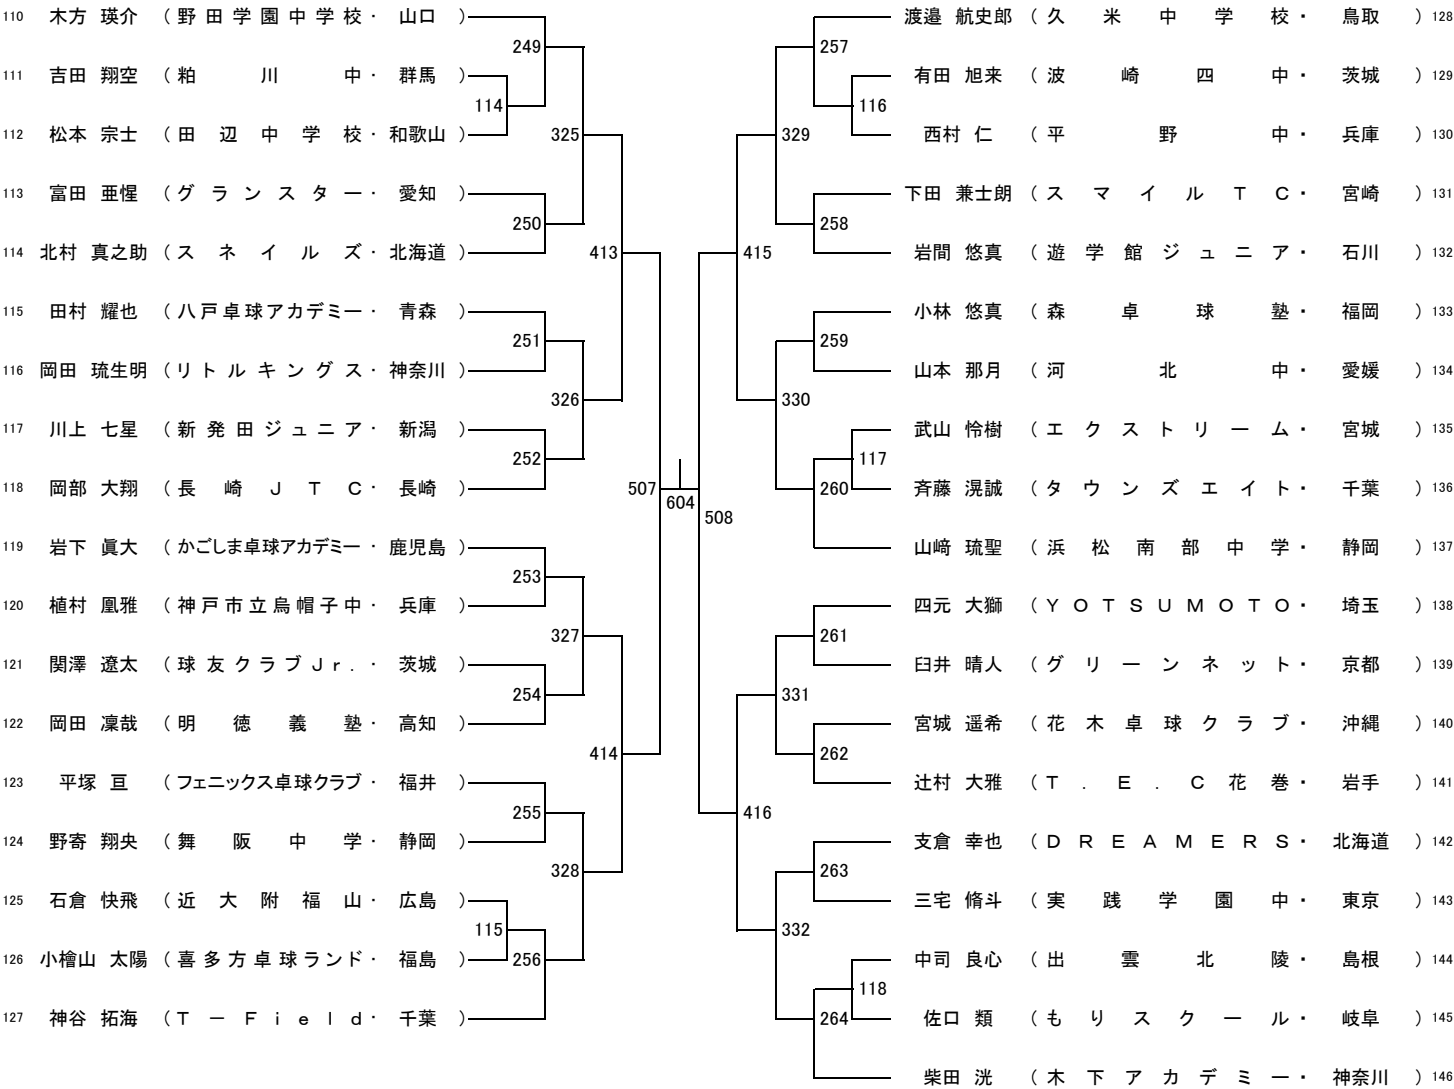 110 木方 瑛介 （野田学園中学校・ 山口 ）
249
111 吉田 翔空 （粕川中・ 群馬 ）
114
112 松本 宗士 （田辺中学校・ 和歌山 ）
325
113 富田 亜惺 （グランスター・ 愛知 ）
250
114 北村 真之助 （スネイルズ・ 北海道 ）
413
115 田村 耀也 （八戸卓球アカデミー・ 青森 ）
251
116 岡田 琉生明 （リトルキングス・ 神奈川 ）
326
117 川上 七星 （新発田ジュニア・ 新潟 ）
252
118 岡部 大翔 （長崎ＪＴＣ・ 長崎 ）
507
604
508
119 岩下 眞大 （かごしま卓球アカデミー・ 鹿児島 ）
253
120 植村 凰雅 （神戸市立烏帽子中・ 兵庫 ）
327
121 関澤 遼太 （球友クラブＪｒ．・ 茨城 ）
254
122 岡田 凜哉 （明徳義塾・ 高知 ）
414
123 平塚 亘 （フェニックス卓球クラブ・ 福井 ）
255
124 野寄 翔央 （舞阪中学・ 静岡 ）
328
125 石倉 快飛 （近大附福山・ 広島 ）
115
126 小檜山 太陽 （喜多方卓球ランド・ 福島 ）
256
127 神谷 拓海 （Ｔ－Ｆｉｅｌｄ・ 千葉 ）
渡邉 航史郎 （久米中学校・ 鳥取 ） 128
257
有田 旭来 （波崎四中・ 茨城 ） 129
116
西村 仁 （平野中・ 兵庫 ） 130
329
下田 兼士朗 （スマイルＴＣ・ 宮崎 ） 131
258
岩間 悠真 （遊学館ジュニア・ 石川 ） 132
415
小林 悠真 （森卓球塾・ 福岡 ） 133
259
山本 那月 （河北中・ 愛媛 ） 134
330
武山 怜樹 （エクストリーム・ 宮城 ） 135
117
斉藤 滉誠 （タウンズエイト・ 千葉 ） 136
260
山﨑 琉聖 （浜松南部中学・ 静岡 ） 137
四元 大獅 （ＹＯＴＳＵＭＯＴＯ・ 埼玉 ） 138
261
臼井 晴人 （グリーンネット・ 京都 ） 139
331
宮城 遥希 （花木卓球クラブ・ 沖縄 ） 140
262
辻村 大雅 （Ｔ．Ｅ．Ｃ花巻・ 岩手 ） 141
416
支倉 幸也 （ＤＲＥＡＭＥＲＳ・ 北海道 ） 142
263
三宅 脩斗 （実践学園中・ 東京 ） 143
332
中司 良心 （出雲北陵・ 島根 ） 144
118
佐口 類 （もりスクール・ 岐阜 ） 145
264
柴田 洸 （木下アカデミー・ 神奈川 ） 146